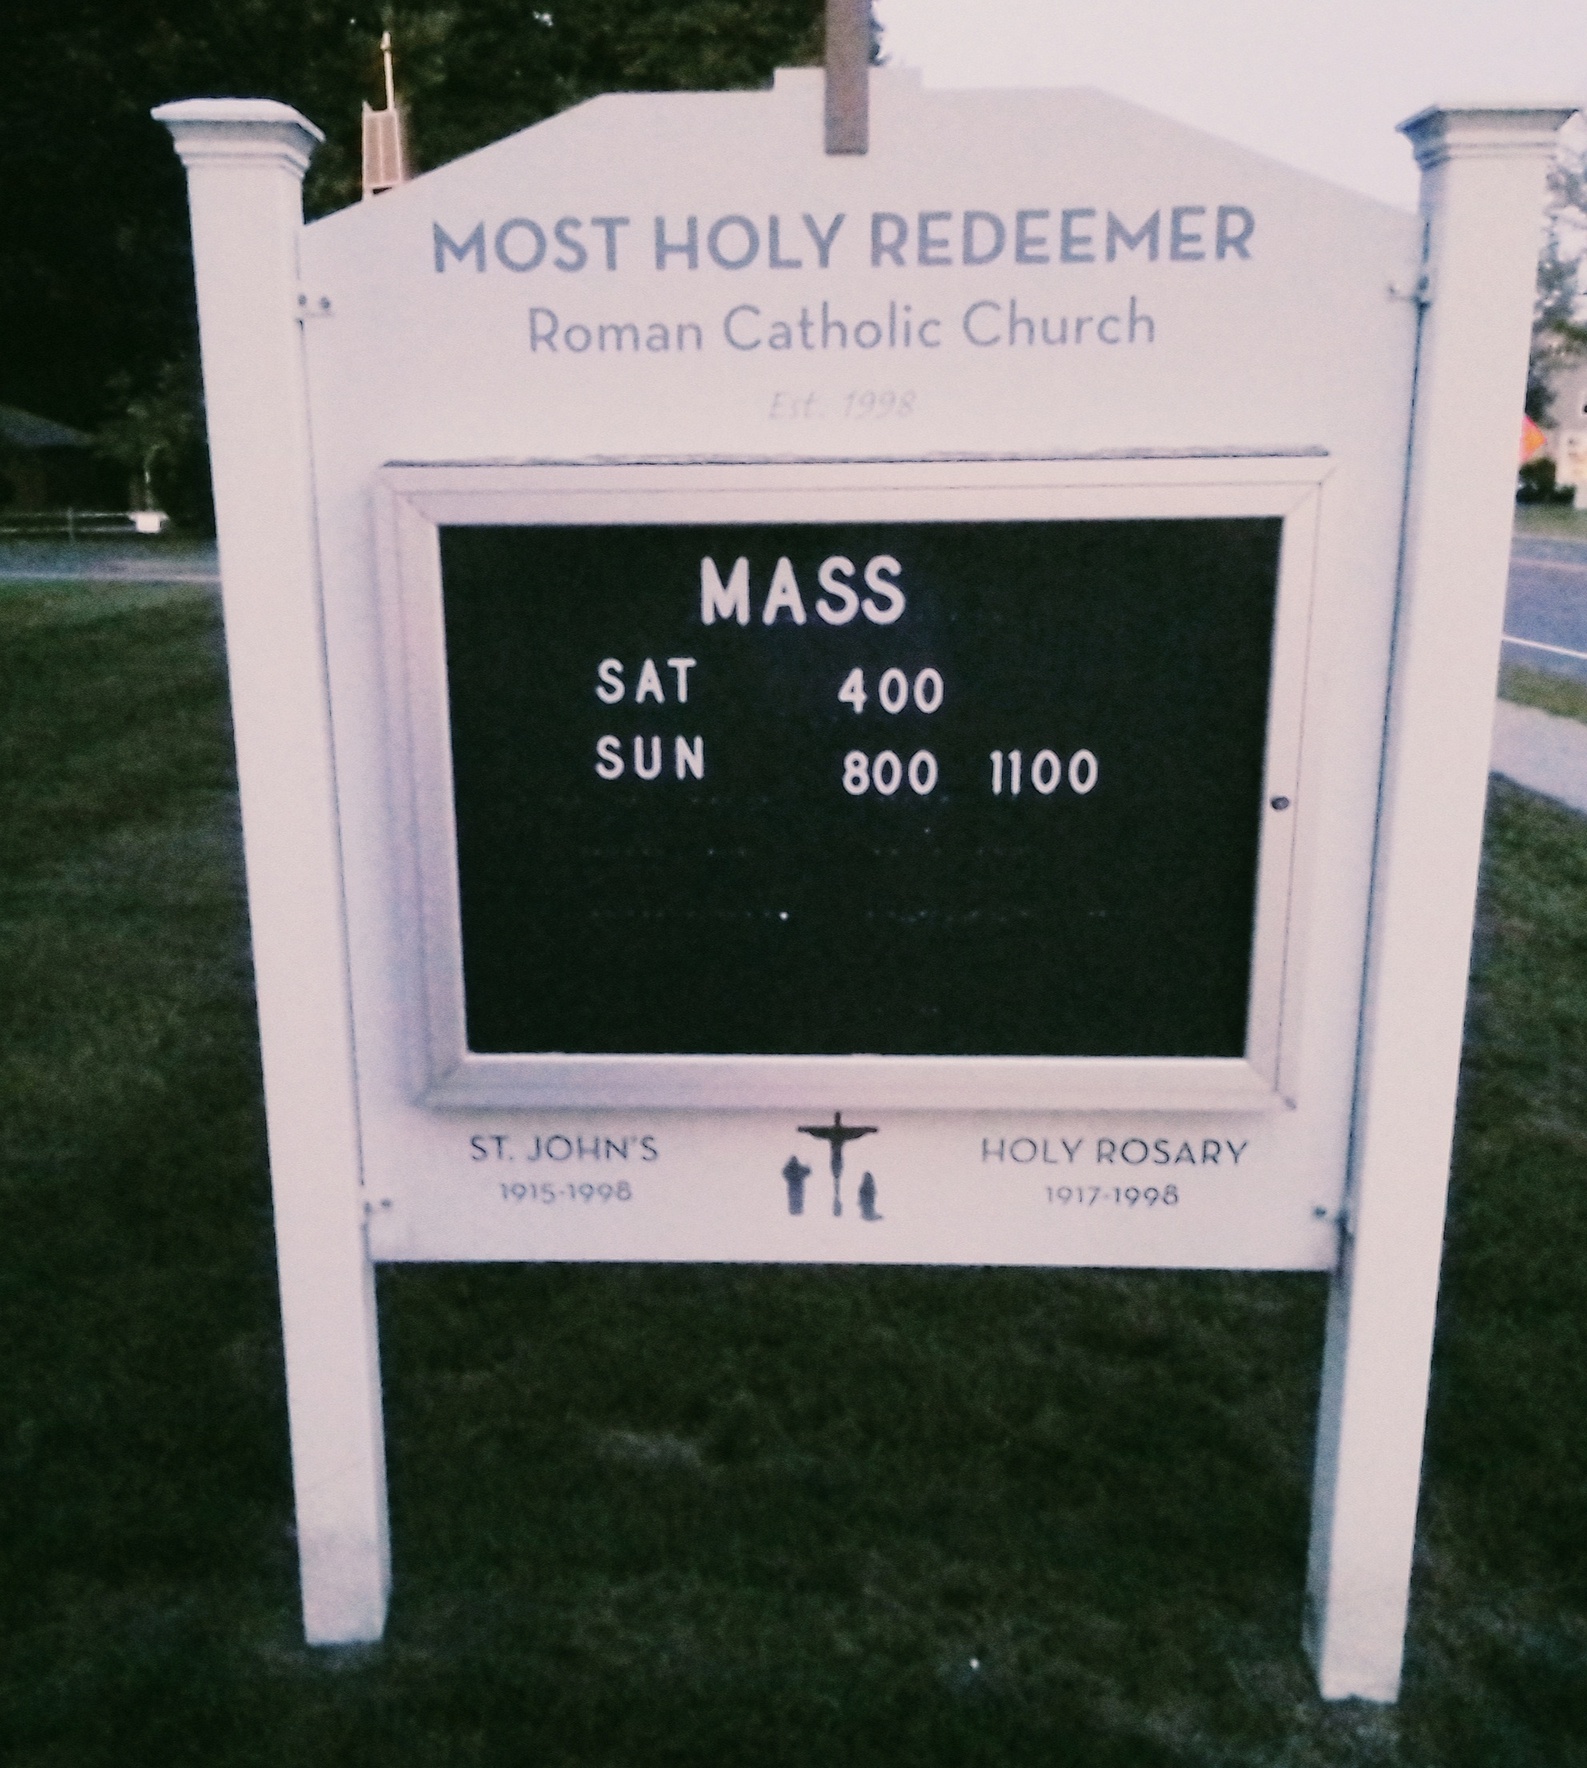 MOST HOLY REDEEMER
Roman Catholic Church
Est. 1998
MASS
SAT 400
SUN 800 1100
ST. JOHN'S
1915-1998
HOLY ROSARY
1917-1998